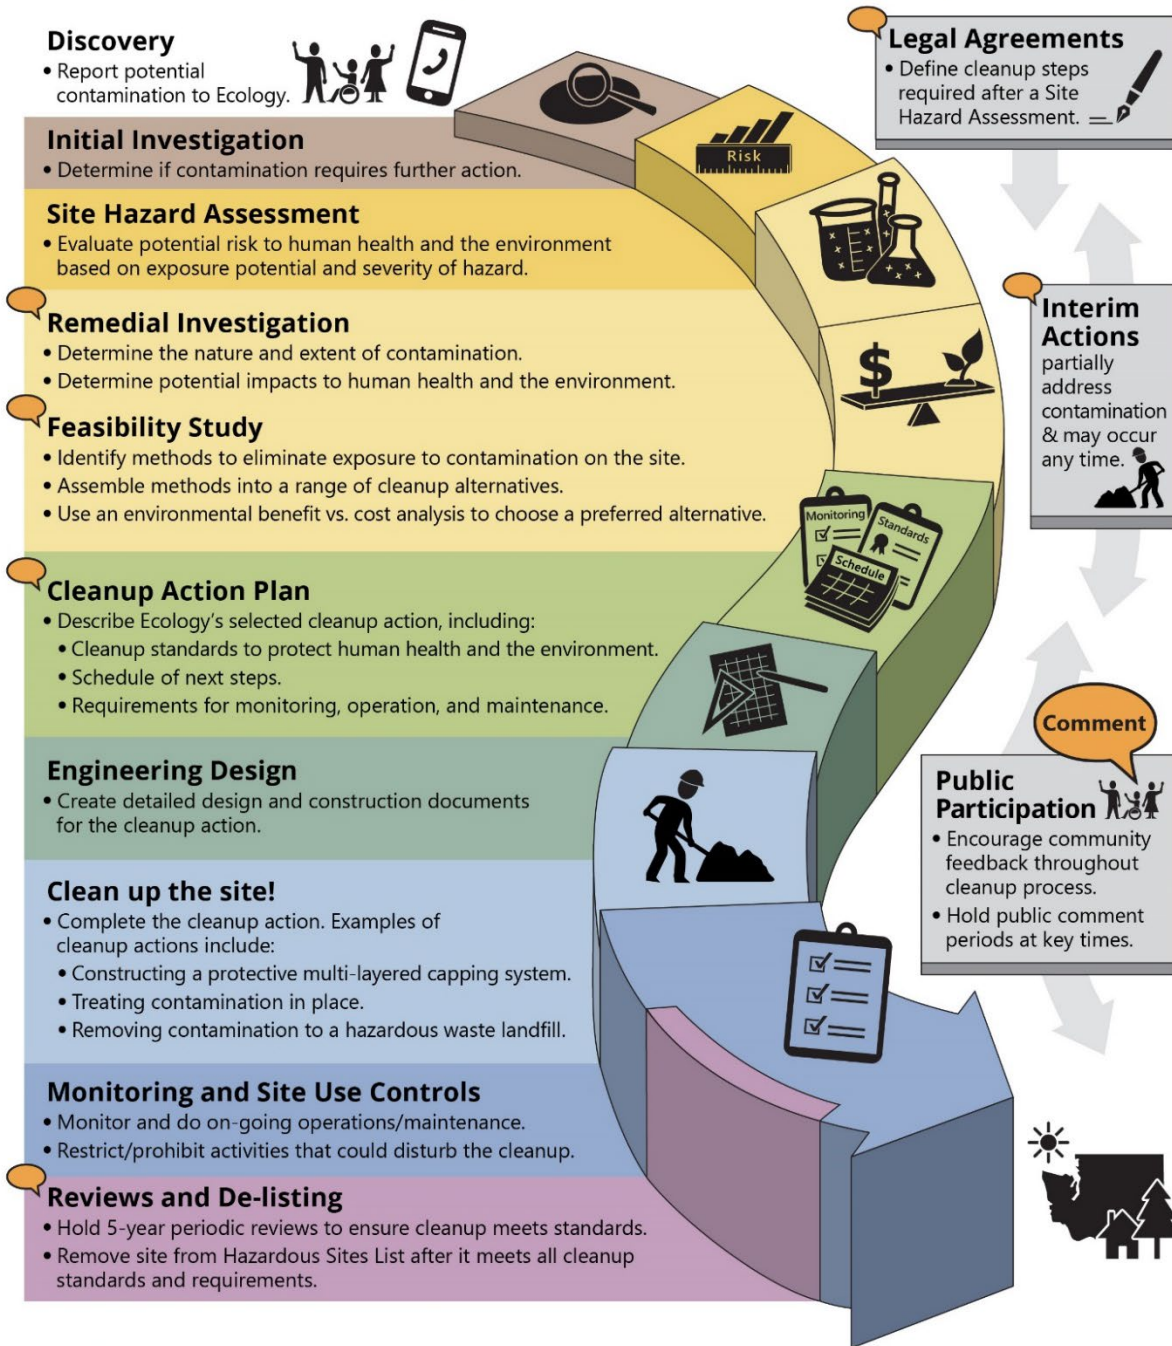 Discovery
• Report potential
contamination to Ecology.
Initial Investigation
• Determine if contamination requires further action.
Site Hazard Assessment
• Evaluate potential risk to human health and the environment
based on exposure potential and severity of hazard.
Remedial Investigation
• Determine the nature and extent of contamination.
• Determine potential impacts to human health and the environment.
Feasibility Study
• Identify methods to eliminate exposure to contamination on the site.
• Assemble methods into a range of cleanup alternatives.
• Use an environmental benefit vs. cost analysis to choose a preferred alternative.
Cleanup Action Plan
• Describe Ecology's selected cleanup action, including:
• Cleanup standards to protect human health and the environment.
• Schedule of next steps.
• Requirements for monitoring, operation, and maintenance.
Engineering Design
• Create detailed design and construction documents
for the cleanup action.
Clean up the site!
• Complete the cleanup action. Examples of
cleanup actions include:
• Constructing a protective multi-layered capping system.
• Treating contamination in place.
• Removing contamination to a hazardous waste landfill.
Monitoring and Site Use Controls
• Monitor and do on-going operations/maintenance.
• Restrict/prohibit activities that could disturb the cleanup.
Reviews and De-listing
• Hold 5-year periodic reviews to ensure cleanup meets standards.
• Remove site from Hazardous Sites List after it meets all cleanup
standards and requirements.
Risk
$
Monitoring
Standards
Schedule
Legal Agreements
• Define cleanup steps
required after a Site
Hazard Assessment.
Interim
Actions
partially
address
contamination
& may occur
any time.
Comment
Public
Participation
• Encourage community
feedback throughout
cleanup process.
• Hold public comment
periods at key times.